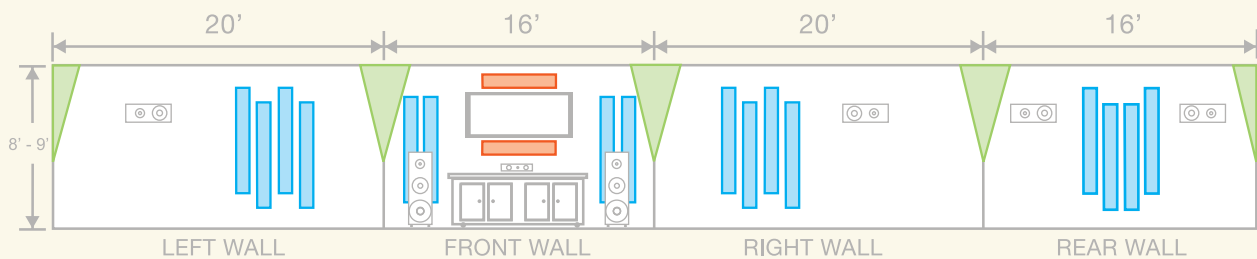 20’ 16’ 20’ 16’
8’ - 9’
LEFT WALL FRONT WALL RIGHT WALL REAR WALL